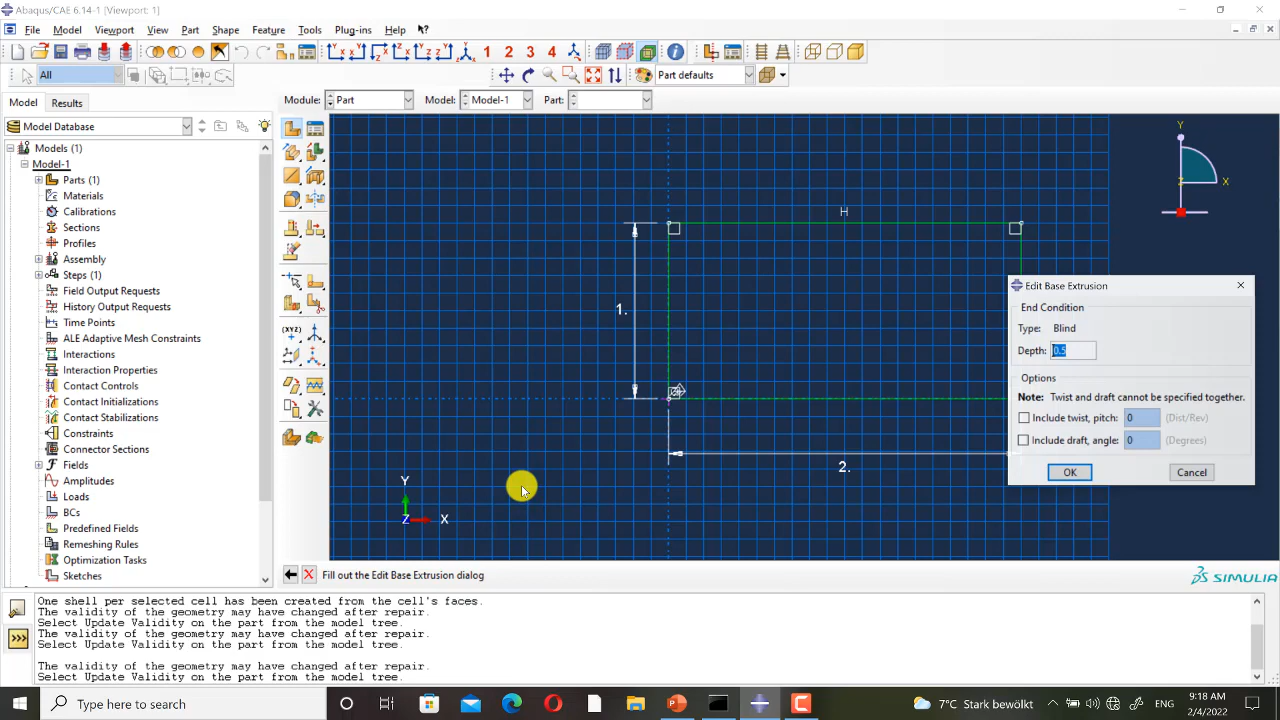 Abaqus/CAE 6.14-1 [Viewport: 1]
File Model Viewport View Part Shape Feature Tools Plug-ins Help
1 2 3 4
All
Part defaults
Model Results
Module: Part Model: Model-1 Part:
Model Database
Models (1)
Model-1
Parts (1)
Materials
Calibrations
Sections
Profiles
Assembly
Steps (1)
Field Output Requests
History Output Requests
Time Points
ALE Adaptive Mesh Constraints
Interactions
Interaction Properties
Contact Controls
Contact Initializations
Contact Stabilizations
Constraints
Connector Sections
Fields
Amplitudes
Loads
BCs
Predefined Fields
Remeshing Rules
Optimization Tasks
Sketches
(XYZ)
H
1.
2.
Y
Z X
Y
Z X
Edit Base Extrusion
End Condition
Type: Blind
Depth: 0.5
Options
Note: Twist and draft cannot be specified together.
Include twist, pitch: 0 (Dist/Rev)
Include draft, angle: 0 (Degrees)
OK Cancel
Fill out the Edit Base Extrusion dialog
SIMULIA
One shell per selected cell has been created from the cell's faces.
The validity of the geometry may have changed after repair.
Select Update Validity on the part from the model tree.
The validity of the geometry may have changed after repair.
Select Update Validity on the part from the model tree.
The validity of the geometry may have changed after repair.
Select Update Validity on the part from the model tree.
>>>
Type here to search
7°C Stark bewölkt
ENG
9:18 AM
2/4/2022